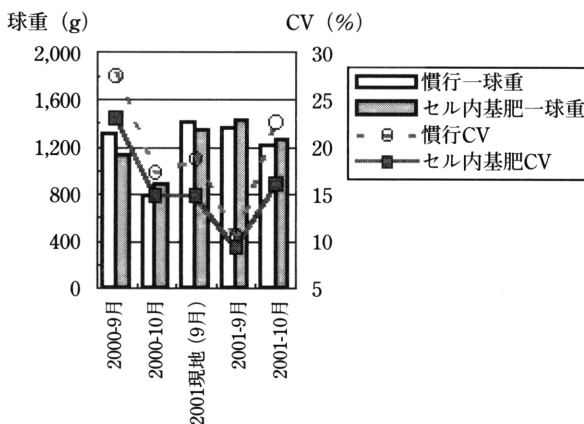 球重（g）
CV（%）
2,000
1,600
1,200
800
400
0
30
25
20
15
10
5
慣行一球重
セル内基肥一球重
慣行CV
セル内基肥CV
2000-9月
2000-10月
2001現地（9月）
2001-9月
2001-10月